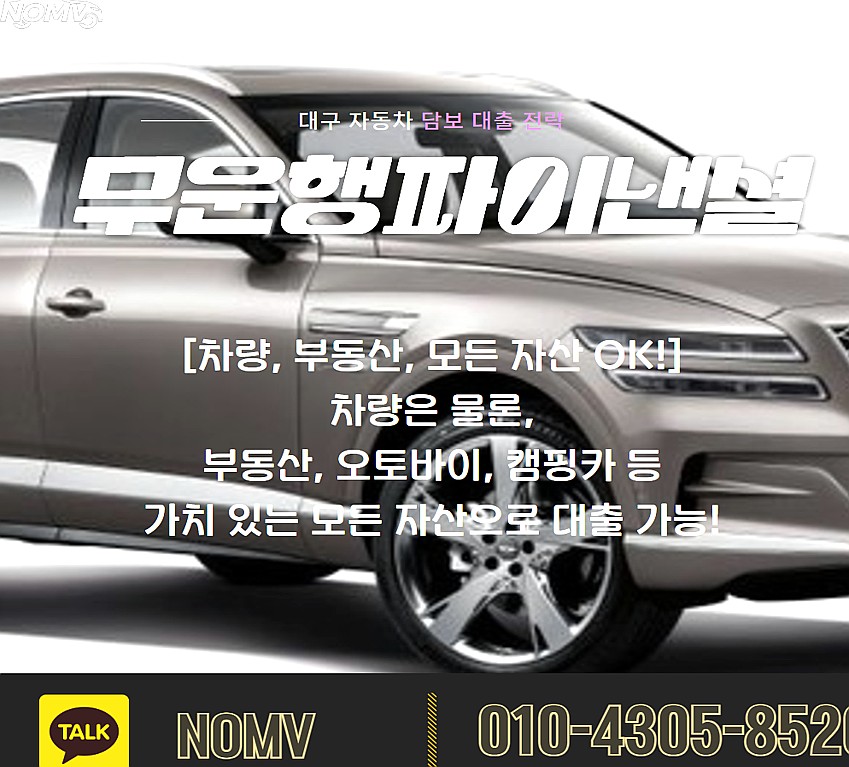 NOMV
대구 자동차 담보 대출 전략
무운행파이낸셜
[차량, 부동산, 모든 자산 OK!]
차량은 물론,
부동산, 오토바이, 캠핑카 등
가치 있는 모든 자산으로 대출 가능!
TALK
NOMV
010-4305-8520